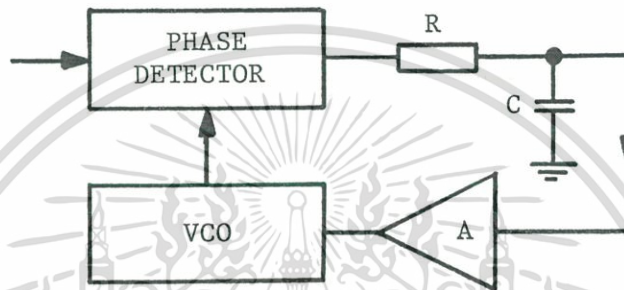 PHASE
DETECTOR
R
C
VCO
A